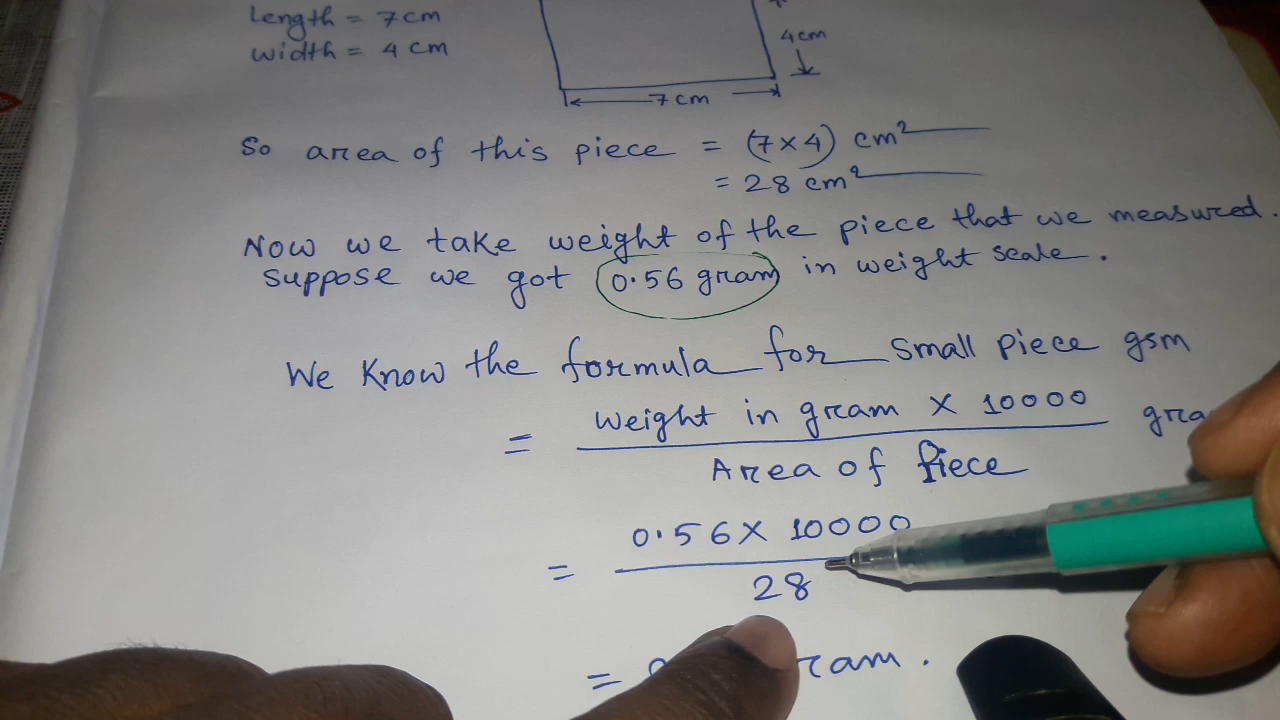 Length = 7cm
width = 4 cm
4cm
7 cm
So area of this piece = (7×4) cm²
= 28 cm²
Now we take weight of the piece that we measured.
suppose we got 0.56 gram in weight scale.
We know the formula for small piece gsm
= weight in gram × 10000
Area of Piece
= 0.56 × 10000
28
=